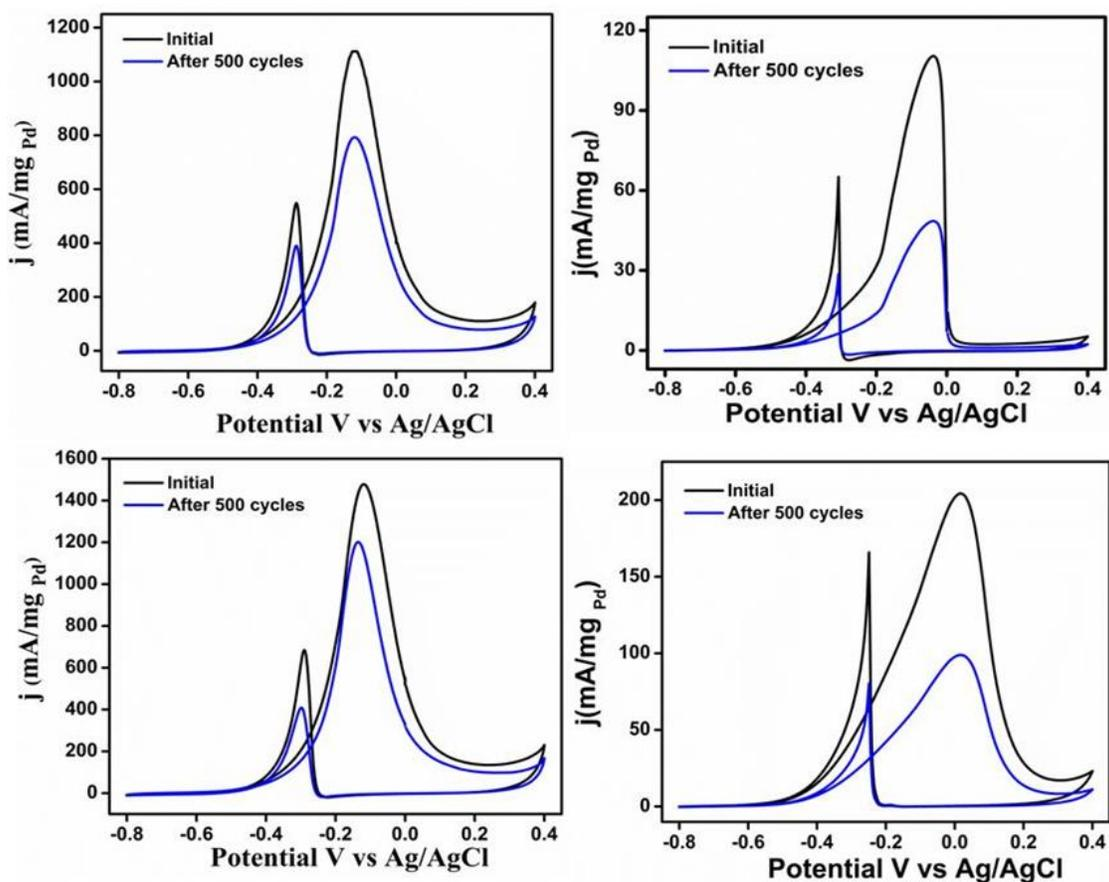 1200
1000
800
600
400
200
0
j (mA/mg Pd)
Initial
After 500 cycles
-0.8 -0.6 -0.4 -0.2 0.0 0.2 0.4
Potential V vs Ag/AgCl
120
90
60
30
0
j(mA/mg Pd)
Initial
After 500 cycles
-0.8 -0.6 -0.4 -0.2 0.0 0.2 0.4
Potential V vs Ag/AgCl
1600
1400
1200
1000
800
600
400
200
0
j (mA/mg Pd)
Initial
After 500 cycles
-0.8 -0.6 -0.4 -0.2 0.0 0.2 0.4
Potential V vs Ag/AgCl
200
150
100
50
0
j(mA/mg Pd)
Initial
After 500 cycles
-0.8 -0.6 -0.4 -0.2 0.0 0.2 0.4
Potential V vs Ag/AgCl